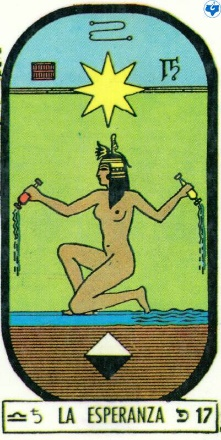 ♍
♎ ♄ LA ESPERANZA פ 17